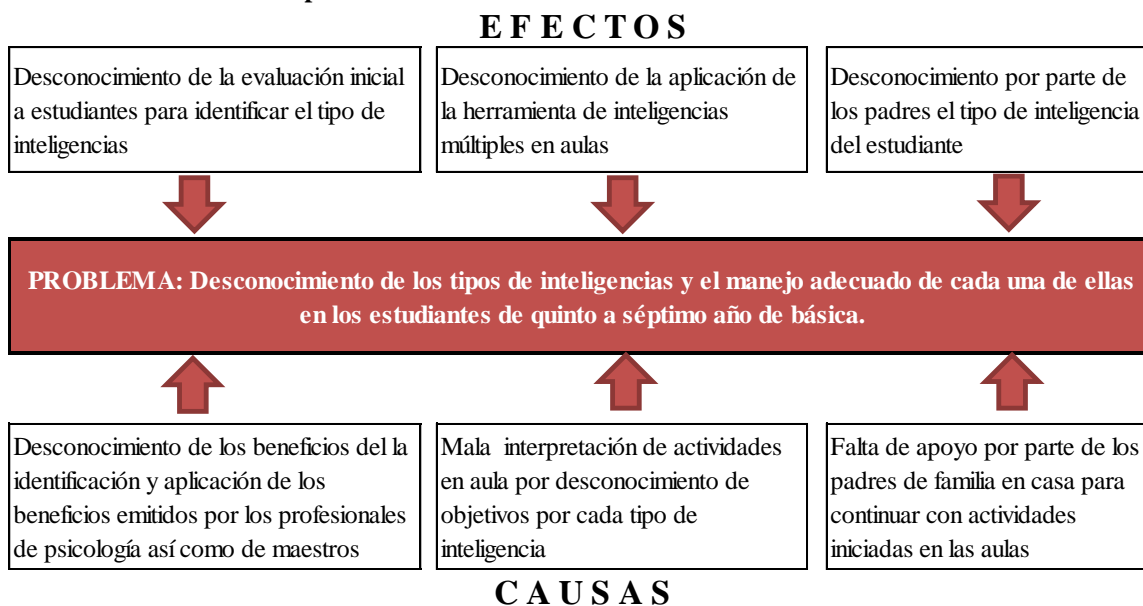 E F E C T O S
Desconocimiento de la evaluación inicial
a estudiantes para identificar el tipo de
inteligencias
Desconocimiento de la aplicación de
la herramienta de inteligencias
múltiples en aulas
Desconocimiento por parte de
los padres el tipo de inteligencia
del estudiante
PROBLEMA: Desconocimiento de los tipos de inteligencias y el manejo adecuado de cada una de ellas
en los estudiantes de quinto a séptimo año de básica.
Desconocimiento de los beneficios del la
identificación y aplicación de los
beneficios emitidos por los profesionales
de psicología así como de maestros
Mala interpretación de actividades
en aula por desconocimiento de
objetivos por cada tipo de
inteligencia
Falta de apoyo por parte de los
padres de familia en casa para
continuar con actividades
iniciadas en las aulas
C A U S A S